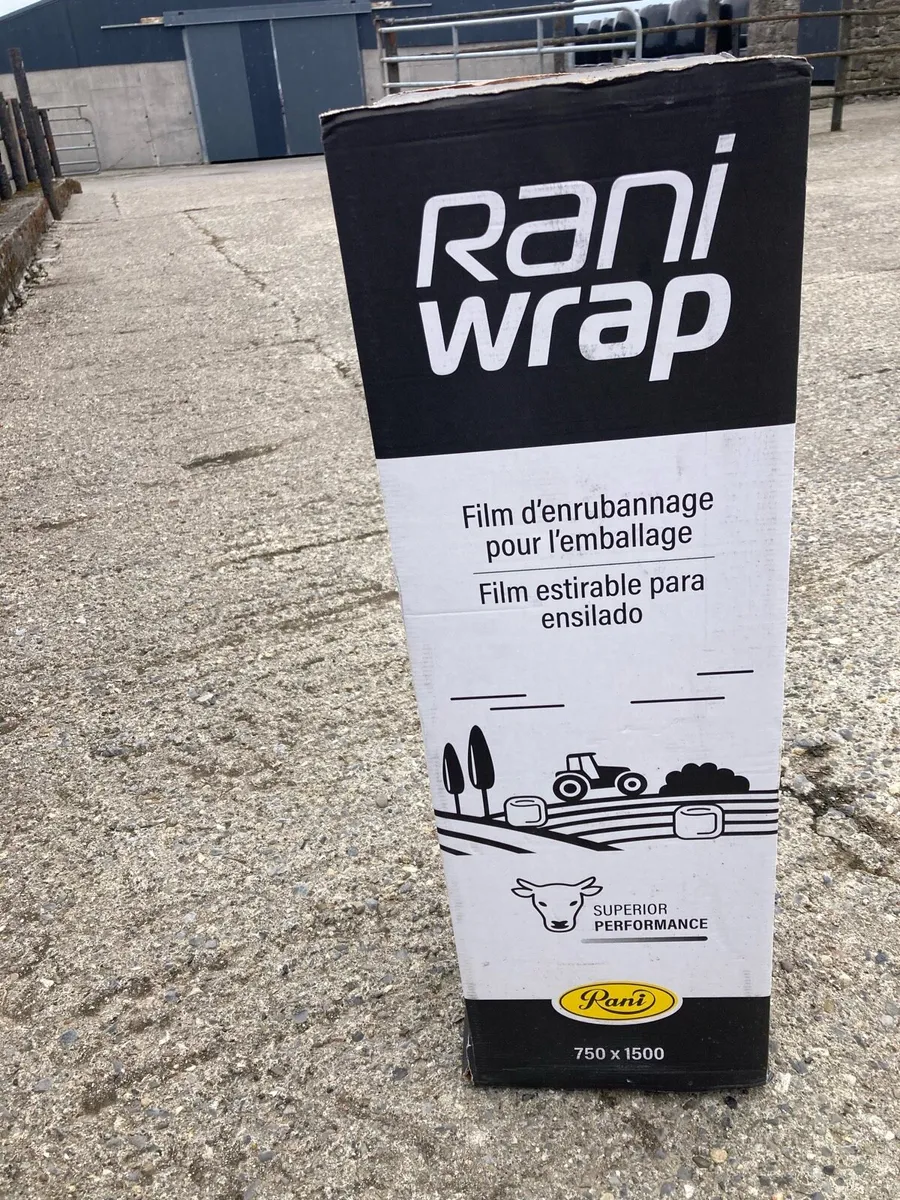 Rani
wrap
Film d'enrubannage
pour l'emballage
Film estirable para
ensilado
SUPERIOR
PERFORMANCE
Rani
750 x 1500